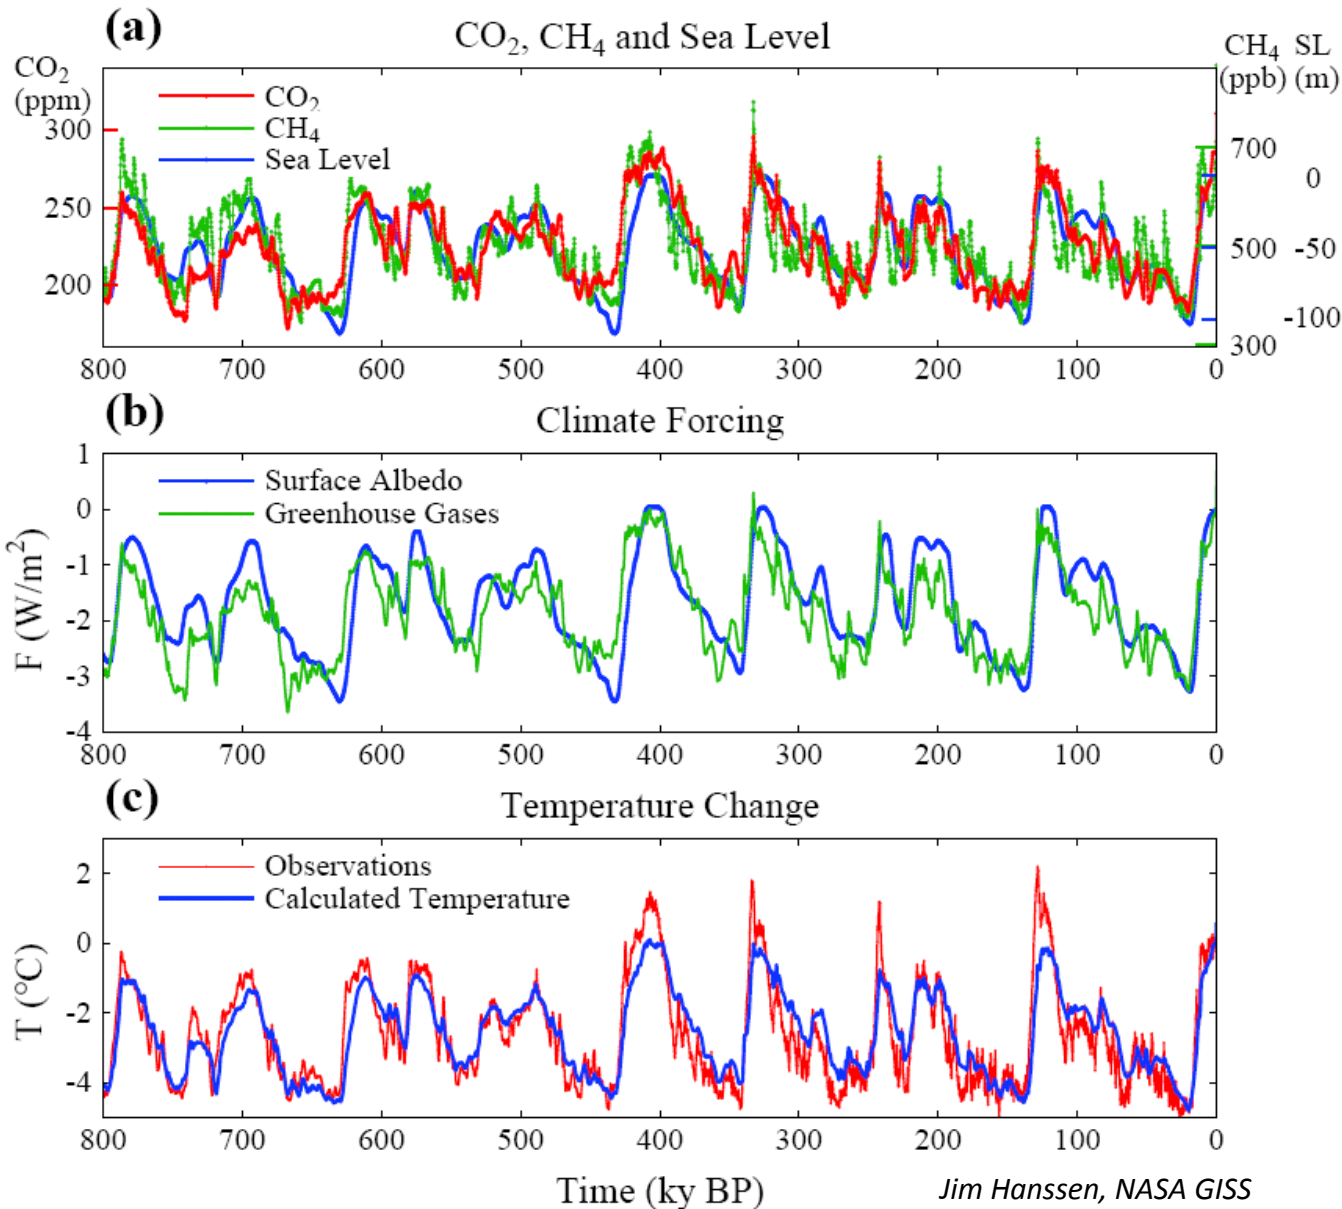 (a)
CO₂, CH₄ and Sea Level
CO₂ (ppm)
CH₄ (ppb)
SL (m)
CO₂
CH₄
Sea Level
300
250
200
700
500
300
0
-50
-100
800 700 600 500 400 300 200 100 0
(b)
Climate Forcing
Surface Albedo
Greenhouse Gases
F (W/m²)
1
0
-1
-2
-3
-4
800 700 600 500 400 300 200 100 0
(c)
Temperature Change
Observations
Calculated Temperature
T (°C)
2
0
-2
-4
800 700 600 500 400 300 200 100 0
Time (ky BP)
Jim Hanssen, NASA GISS